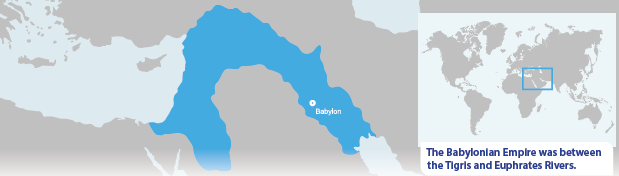 Babylon
The Babylonian Empire was between
the Tigris and Euphrates Rivers.